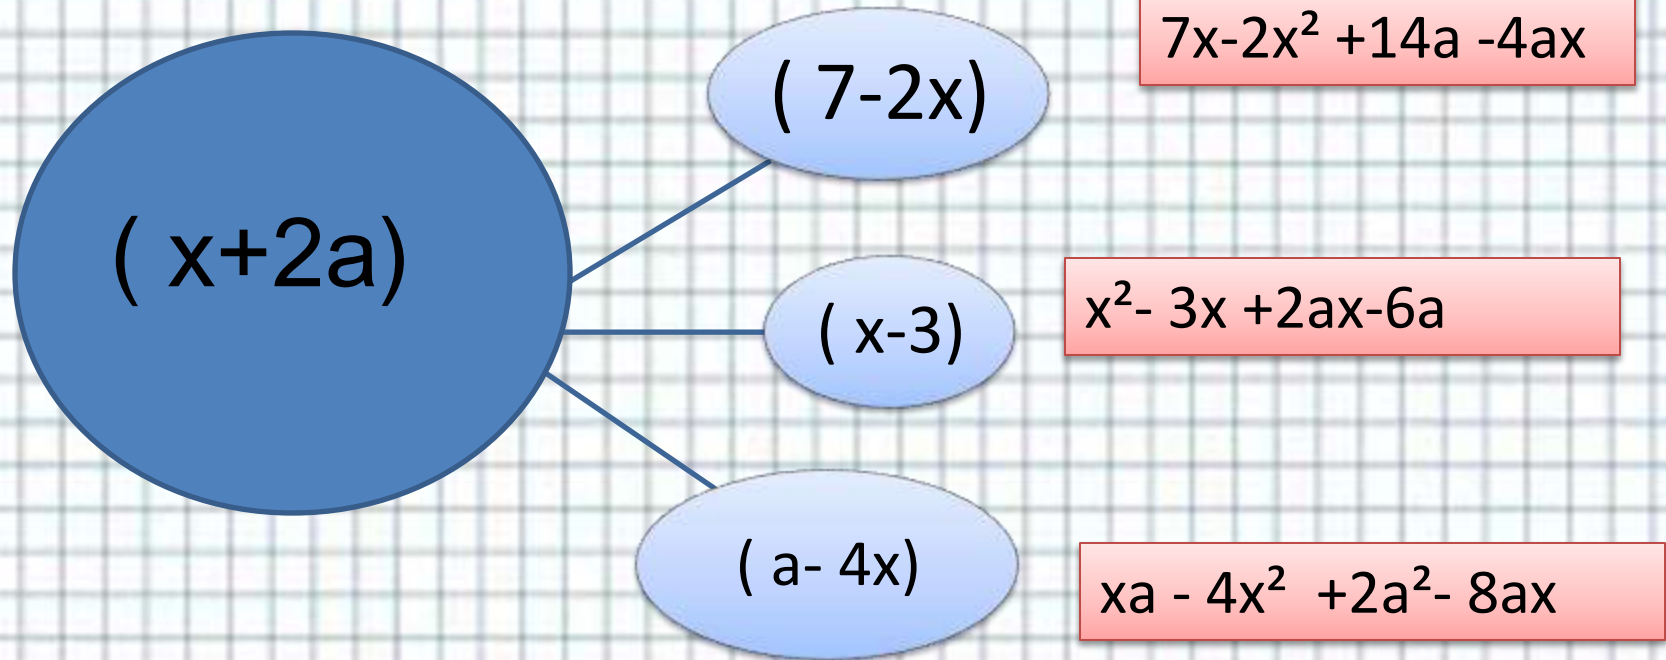 ( x+2a)
( 7-2x)
7x-2x² +14a -4ax
( x-3)
x²- 3x +2ax-6a
( a- 4x)
xa - 4x² +2a²- 8ax